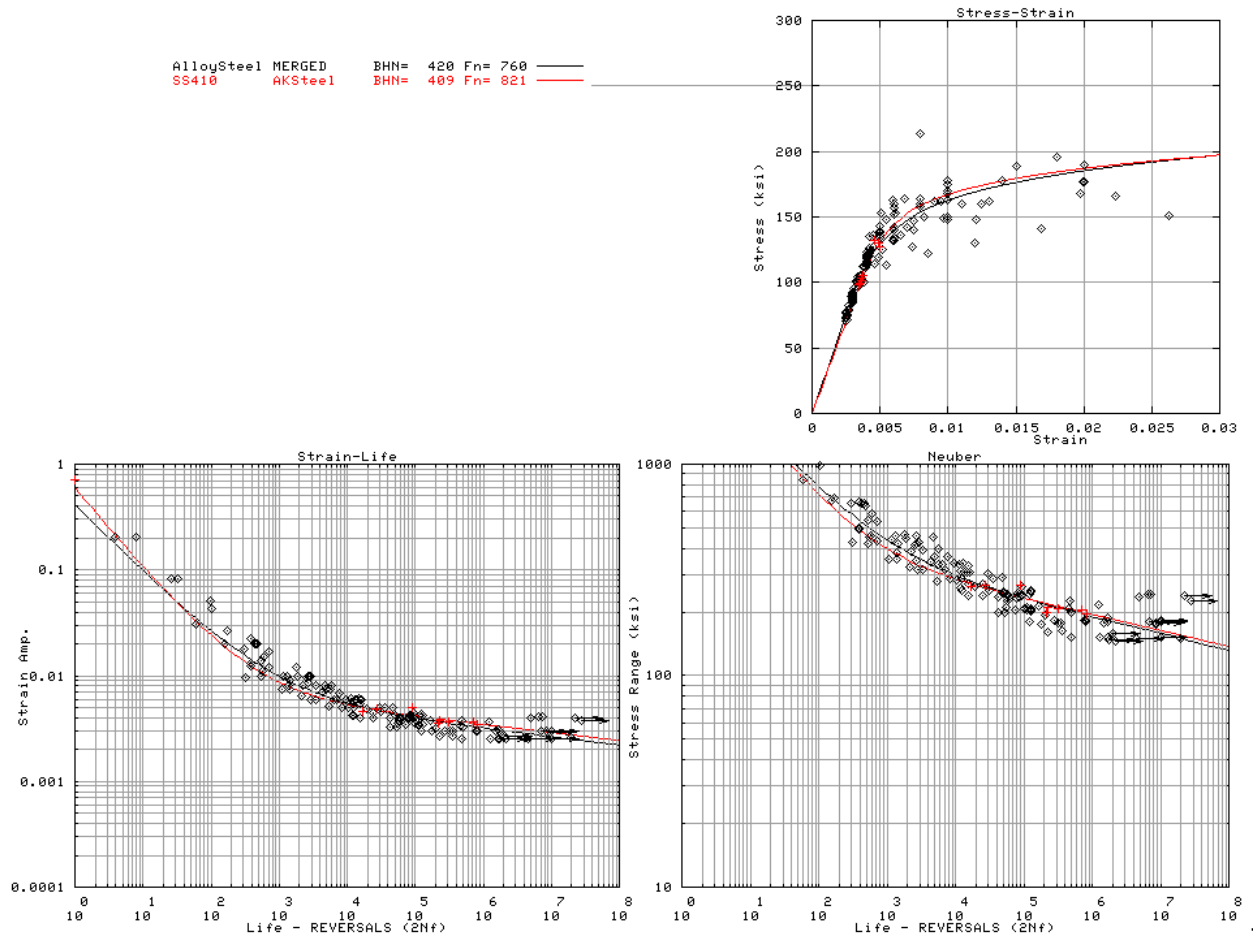 Stress-Strain
AlloySteel MERGED BHN= 420 Fn= 760
SS410 AKSteel BHN= 409 Fn= 821
300
250
200
150
100
50
0
Stress (ksi)
0 0.005 0.01 0.015 0.02 0.025 0.03
Strain
Strain-Life
1
0.1
0.01
0.001
0.0001
Strain Amp.
0 1 2 3 4 5 6 7 8
10 10 10 10 10 10 10 10 10
Life - REVERSALS (2Nf)
Neuber
1000
100
10
Stress Range (ksi)
0 1 2 3 4 5 6 7 8
10 10 10 10 10 10 10 10 10
Life - REVERSALS (2Nf)